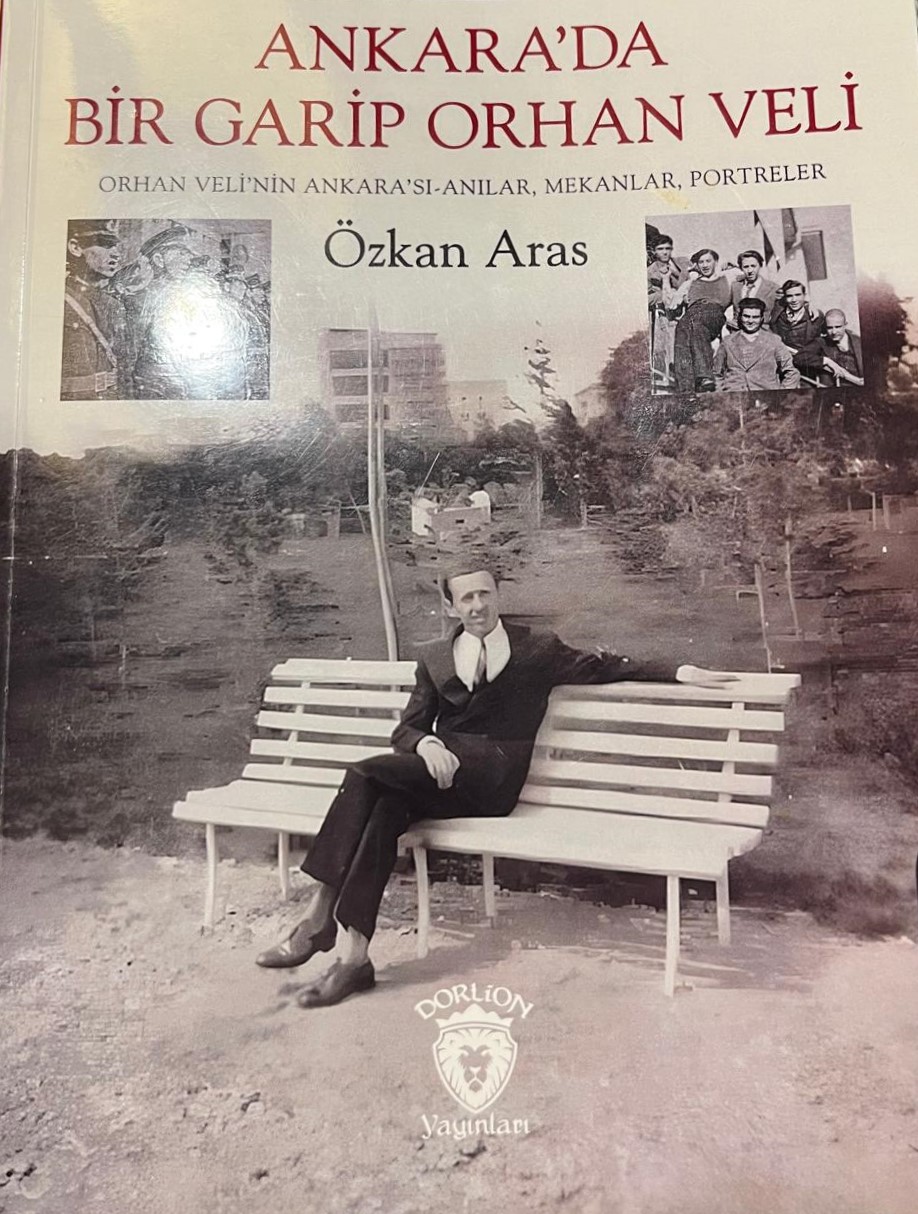 ANKARA'DA
BİR GARİP ORHAN VELİ
ORHAN VELİ'NİN ANKARA'SI-ANILAR, MEKANLAR, PORTRELER
Özkan Aras
DORLiON
Yayınları